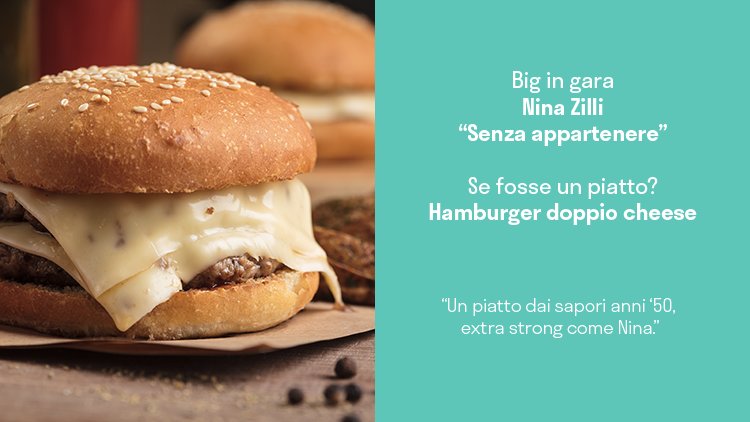 Big in gara
Nina Zilli
“Senza appartenere”
Se fosse un piatto?
Hamburger doppio cheese
“Un piatto dai sapori anni ‘50,
extra strong come Nina.”